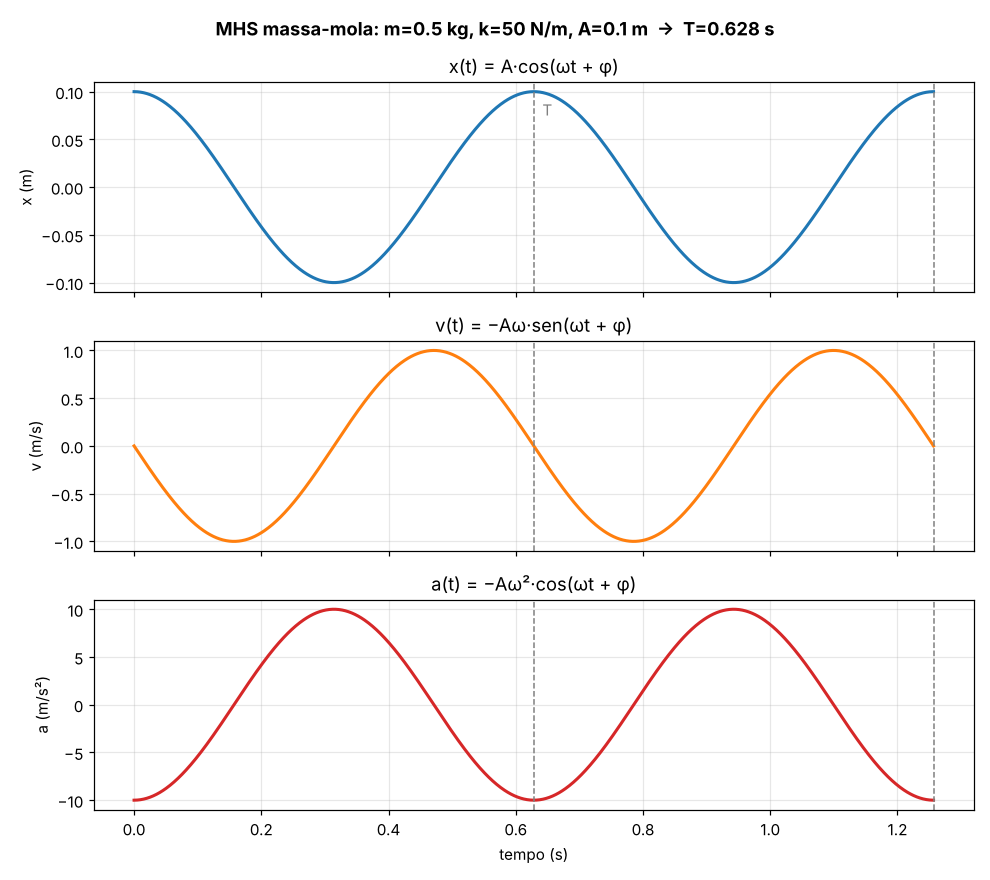 MHS massa-mola: m=0.5 kg, k=50 N/m, A=0.1 m → T=0.628 s
x(t) = A·cos(ωt + φ)
0.10
0.05
0.00
−0.05
−0.10
x (m)
T
v(t) = −Aω·sen(ωt + φ)
1.0
0.5
0.0
−0.5
−1.0
v (m/s)
a(t) = −Aω²·cos(ωt + φ)
10
5
0
−5
−10
a (m/s²)
0.0 0.2 0.4 0.6 0.8 1.0 1.2
tempo (s)